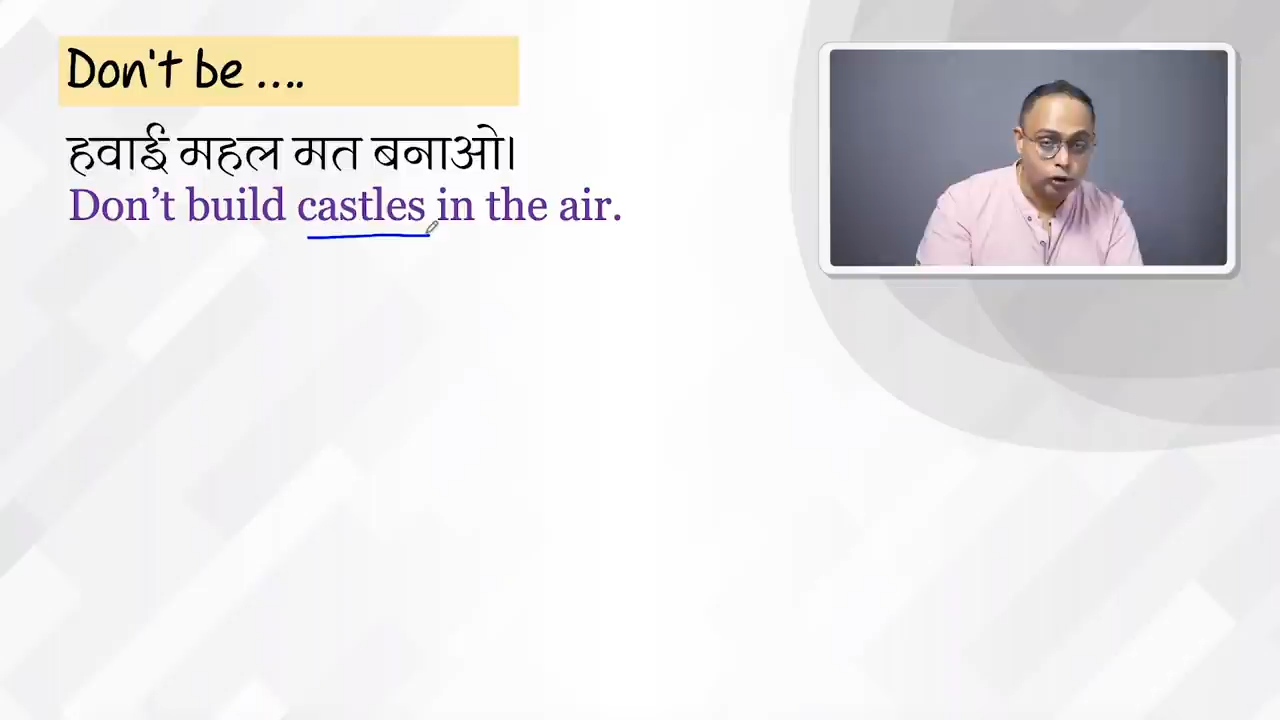 Don't be ....
हवाई महल मत बनाओ।
Don’t build castles in the air.